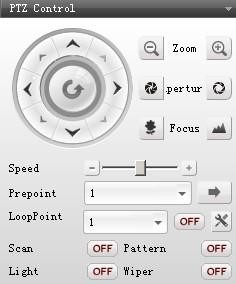 PTZ Control
Zoom
pertur
Focus
Speed
Prepoint 1
LoopPoint 1 OFF
Scan OFF Pattern OFF
Light OFF Wiper OFF